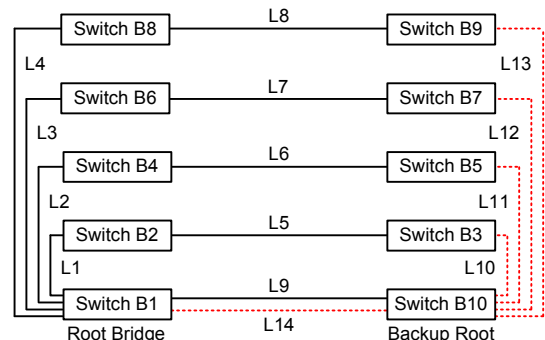 L8
Switch B8
Switch B9
L4
L13
L7
Switch B6
Switch B7
L3
L12
L6
Switch B4
Switch B5
L2
L11
L5
Switch B2
Switch B3
L1
L10
L9
Switch B1
Switch B10
L14
Root Bridge
Backup Root